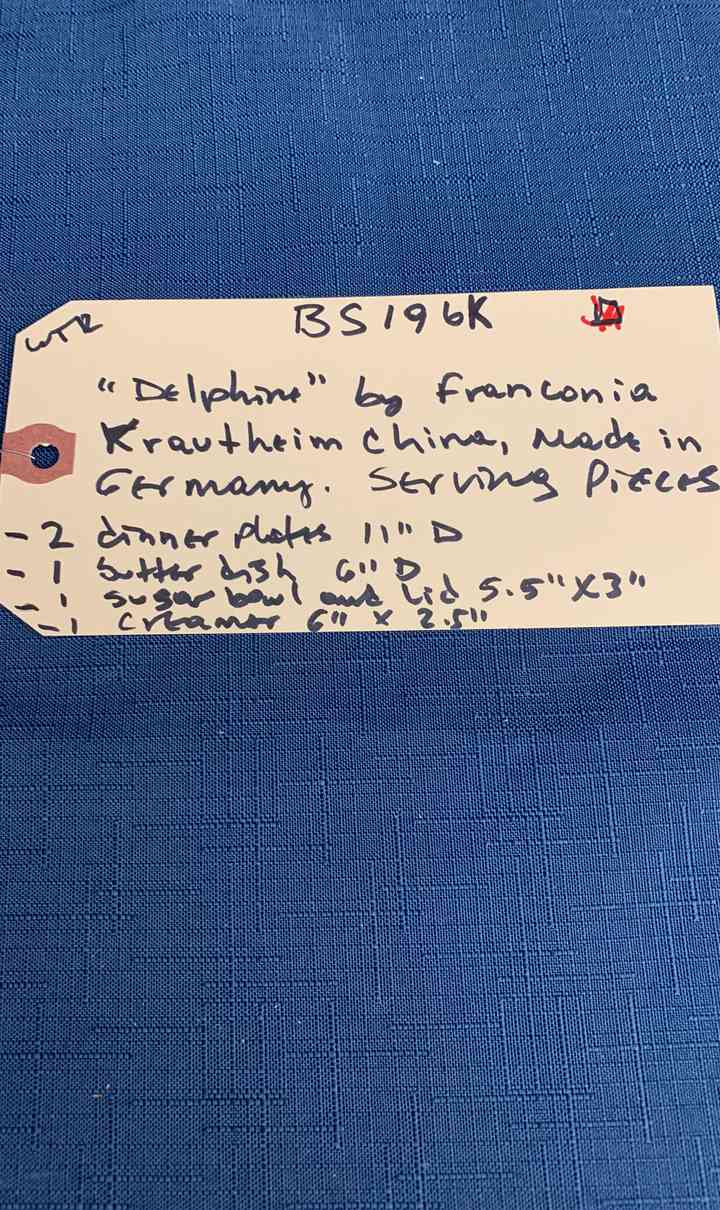 WTR
BS196K
"Delphine" by Franconia
Krautheim China, Made in
Germany. Serving Pieces
- 2 dinner plates 11" D
- 1 butter dish 6" D
- 1 sugar bowl and Lid 5.5" X 3"
- 1 creamer 6" x 2.5"